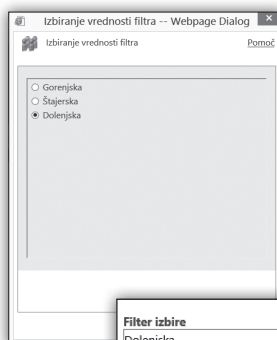 Izbiranje vrednosti filtra -- Webpage Dialog
Izbiranje vrednosti filtra Pomoč
Gorenjska
Štajerska
Dolenjska
Filter izbire
Dolenjska